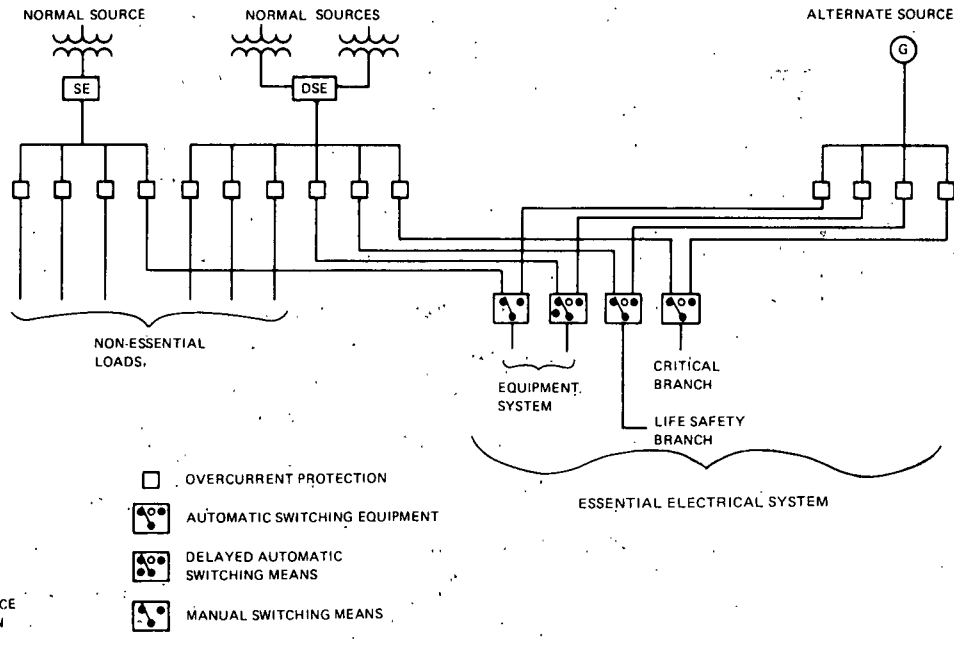 NORMAL SOURCE
NORMAL SOURCES
ALTERNATE SOURCE
G
SE
DSE
NON-ESSENTIAL
LOADS.
EQUIPMENT
SYSTEM
CRITICAL
BRANCH
LIFE SAFETY
BRANCH
ESSENTIAL ELECTRICAL SYSTEM
OVERCURRENT PROTECTION
AUTOMATIC SWITCHING EQUIPMENT
DELAYED AUTOMATIC
SWITCHING MEANS
MANUAL SWITCHING MEANS
CE
N